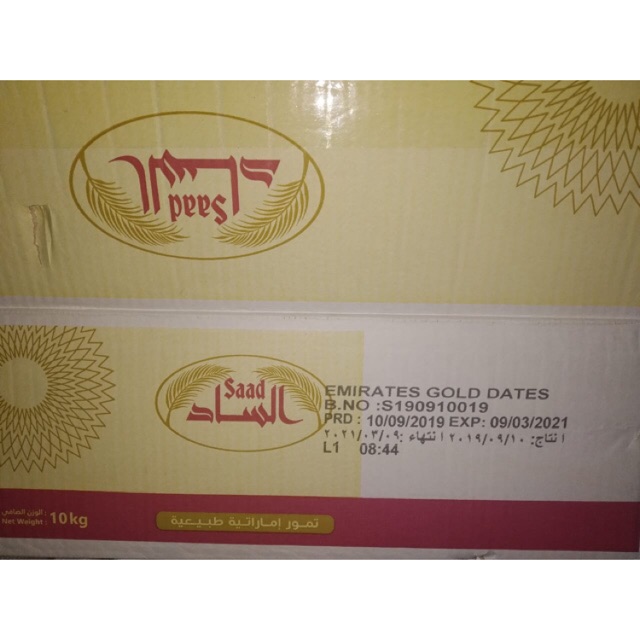 الساد
Saad
Saad
الساد
EMIRATES GOLD DATES
B.NO :S190910019
PRD : 10/09/2019 EXP: 09/03/2021
انتاج: ٢٠١٩/٠٩/١٠ انتهاء :٢٠٢١/٠٣/٠٩
L1 08:44
الوزن الصافي :
Net Weight : 10kg
تمور إماراتية طبيعية